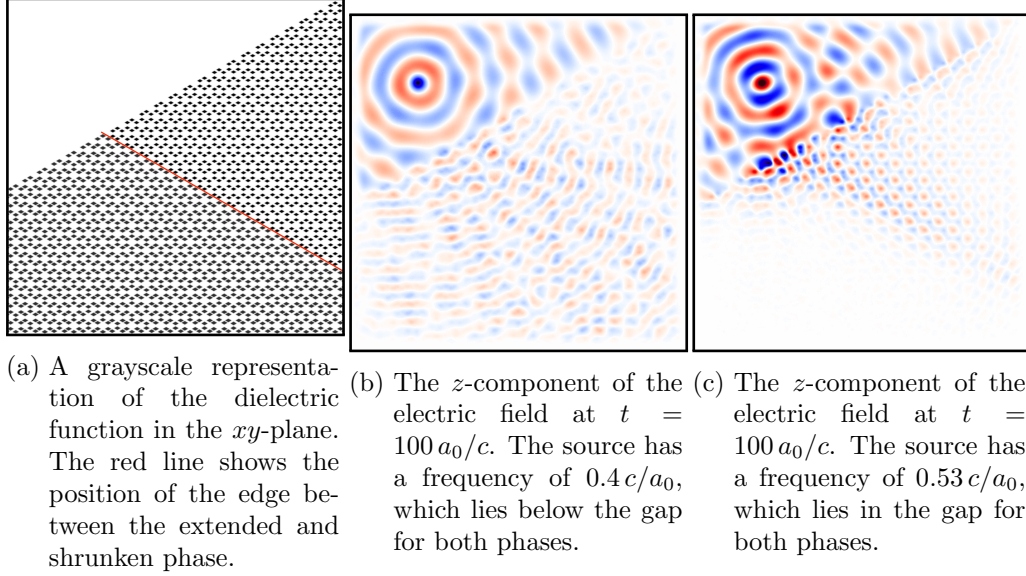 (a) A grayscale representa-
tion of the dielectric
function in the xy-plane.
The red line shows the
position of the edge be-
tween the extended and
shrunken phase.
(b) The z-component of the
electric field at t =
100 a₀/c. The source has
a frequency of 0.4 c/a₀,
which lies below the gap
for both phases.
(c) The z-component of the
electric field at t =
100 a₀/c. The source has
a frequency of 0.53 c/a₀,
which lies in the gap for
both phases.